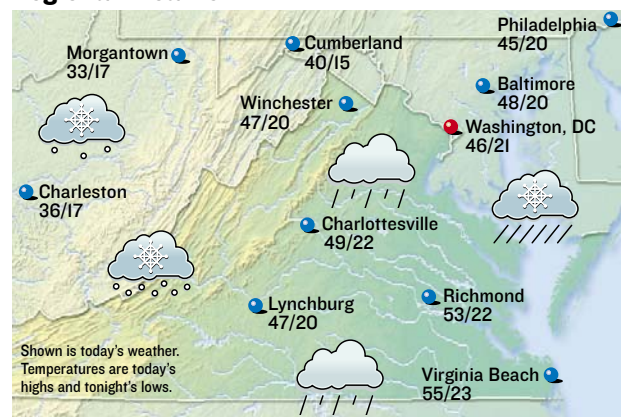 Philadelphia
45/20
Morgantown
33/17
Cumberland
40/15
Baltimore
48/20
Winchester
47/20
Washington, DC
46/21
Charleston
36/17
Charlottesville
49/22
Lynchburg
47/20
Richmond
53/22
Shown is today's weather.
Temperatures are today's
highs and tonight's lows.
Virginia Beach
55/23